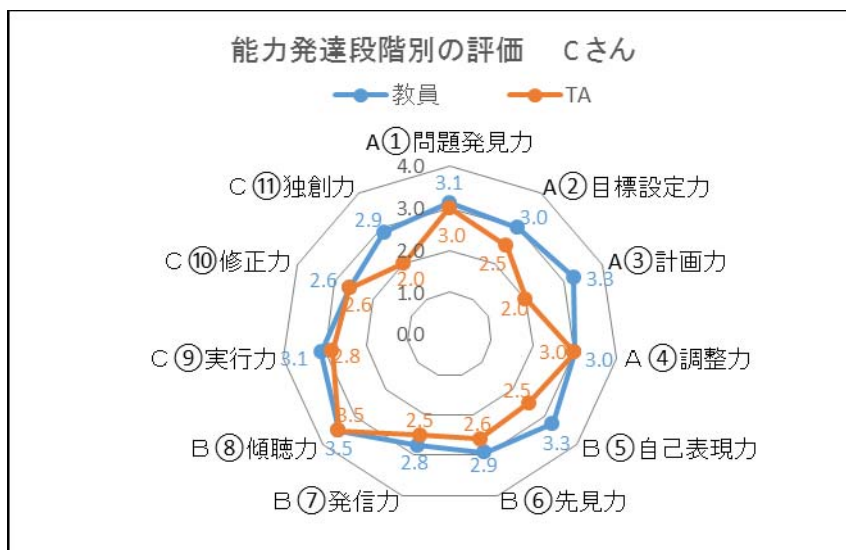 能力発達段階別の評価　Cさん
教員
TA
A①問題発見力
C⑪独創力
A②目標設定力
C⑩修正力
A③計画力
C⑨実行力
A④調整力
B⑧傾聴力
B⑤自己表現力
B⑦発信力
B⑥先見力
4.0
3.0
2.0
1.0
0.0
3.1
3.0
3.3
3.0
3.3
2.9
2.8
3.5
3.1
2.6
2.9
3.0
2.5
2.0
3.0
2.5
2.6
2.5
3.5
2.8
2.6
2.0